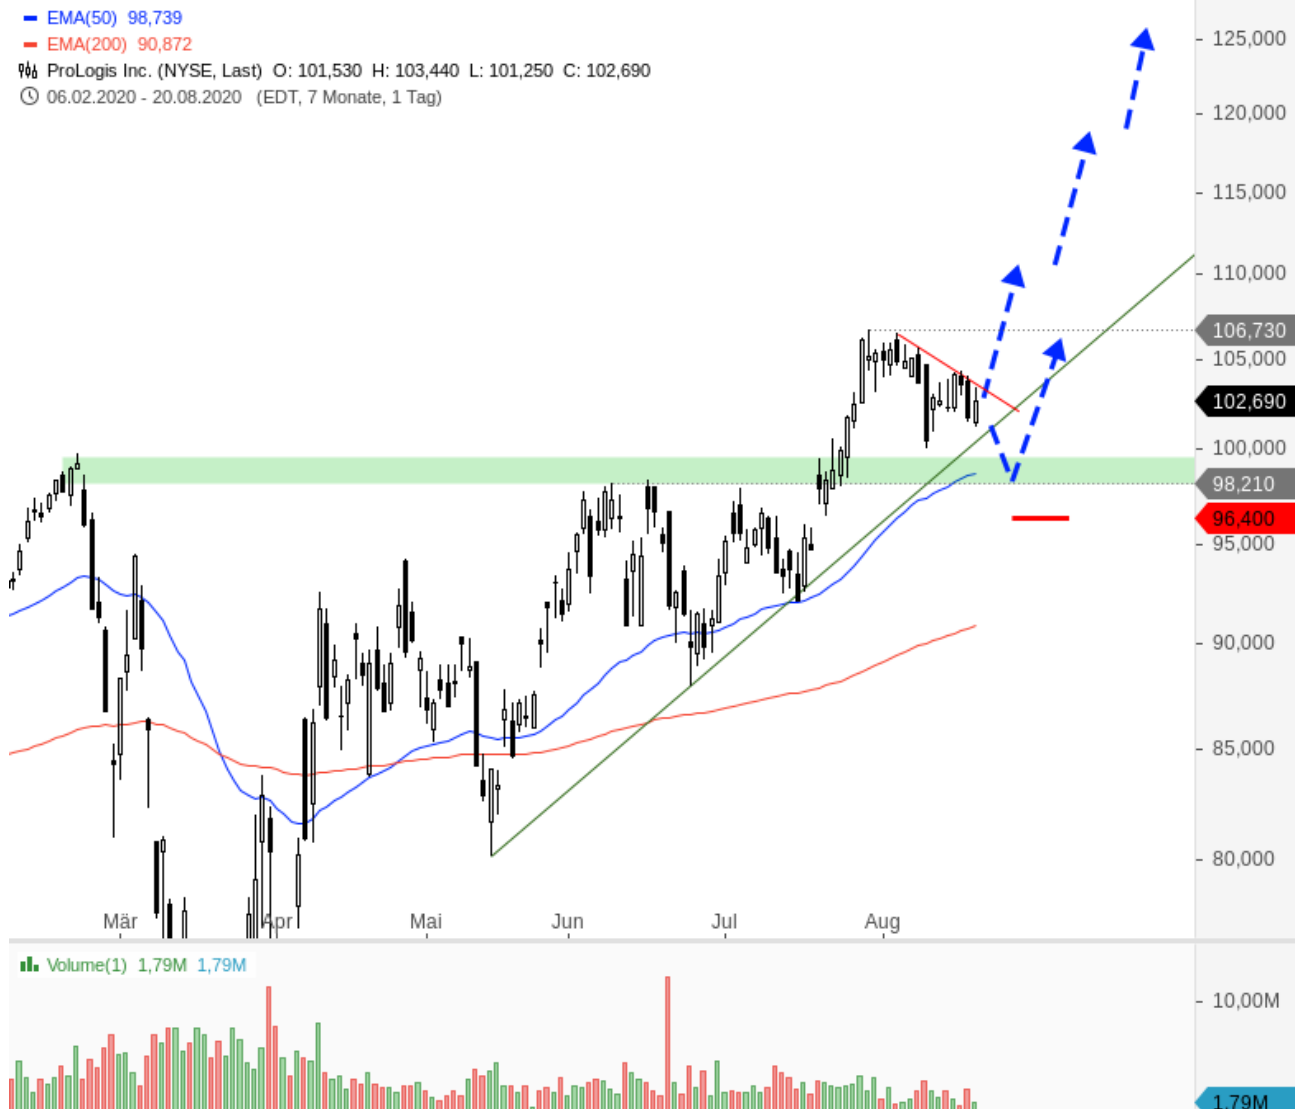 EMA(50) 98,739
EMA(200) 90,872
ProLogis Inc. (NYSE, Last) O: 101,530 H: 103,440 L: 101,250 C: 102,690
06.02.2020 - 20.08.2020 (EDT, 7 Monate, 1 Tag)
125,000
120,000
115,000
110,000
106,730
105,000
102,690
100,000
98,210
96,400
95,000
90,000
85,000
80,000
Mär Apr Mai Jun Jul Aug
Volume(1) 1,79M 1,79M
10,00M
1,79M